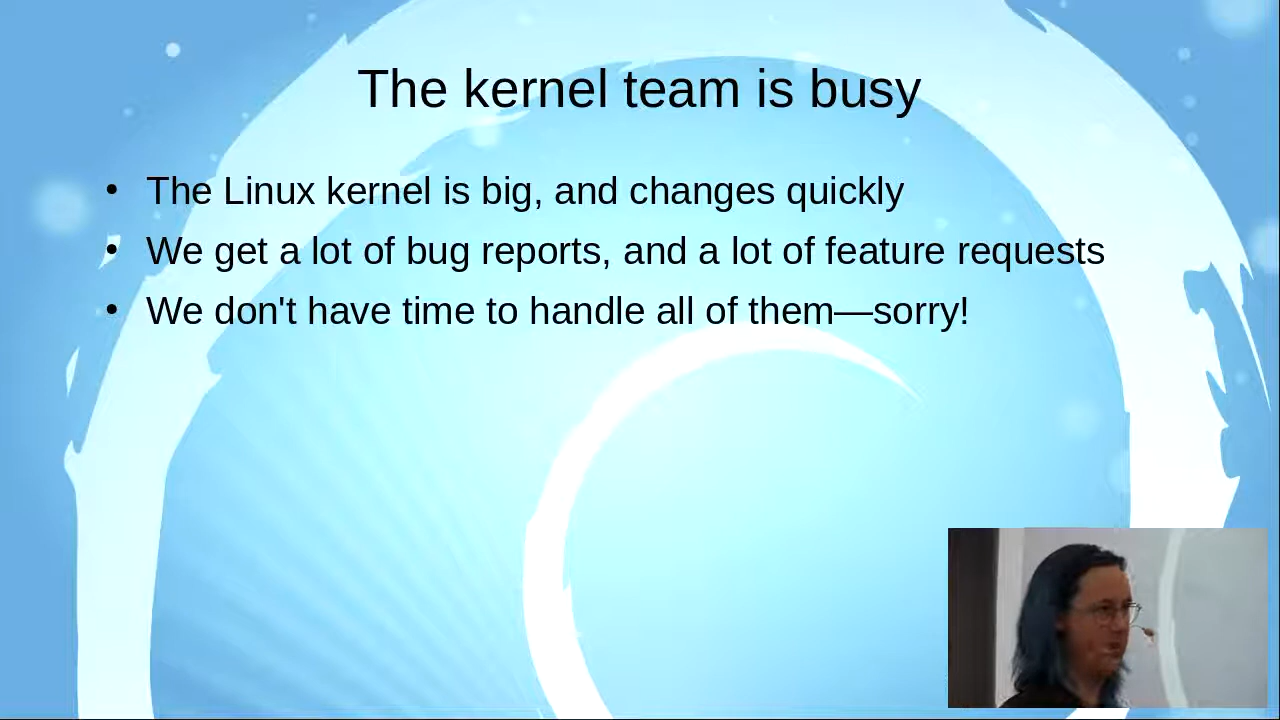 The kernel team is busy
• The Linux kernel is big, and changes quickly
• We get a lot of bug reports, and a lot of feature requests
• We don't have time to handle all of them—sorry!